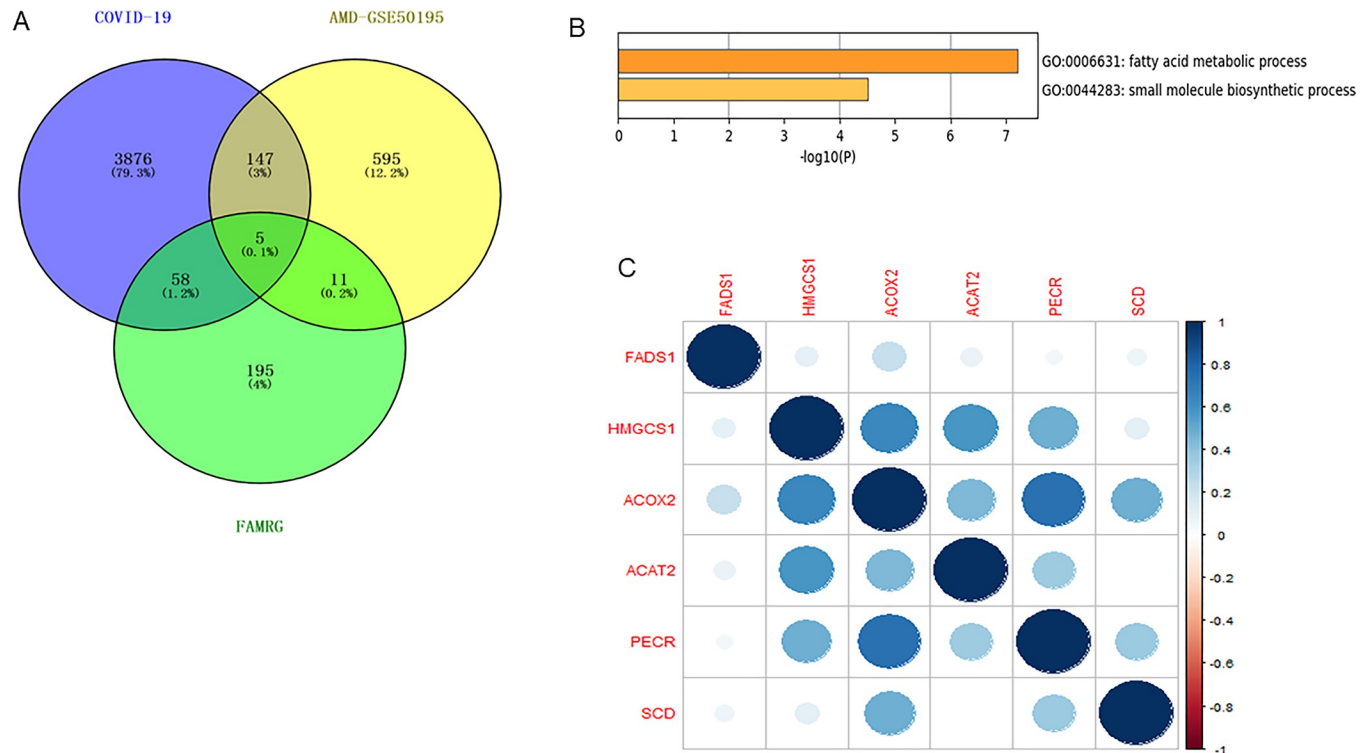 A
COVID-19
AMD-GSE50195
3876
(79.3%)
147
(3%)
595
(12.2%)
5
(0.1%)
58
(1.2%)
11
(0.2%)
195
(4%)
FAMRG
B
GO:0006631: fatty acid metabolic process
GO:0044283: small molecule biosynthetic process
0 1 2 3 4 5 6 7
-log10(P)
C
FADS1 HMGCS1 ACOX2 ACAT2 PECR SCD
FADS1
HMGCS1
ACOX2
ACAT2
PECR
SCD
1
0.8
0.6
0.4
0.2
0
-0.2
-0.4
-0.6
-0.8
-1